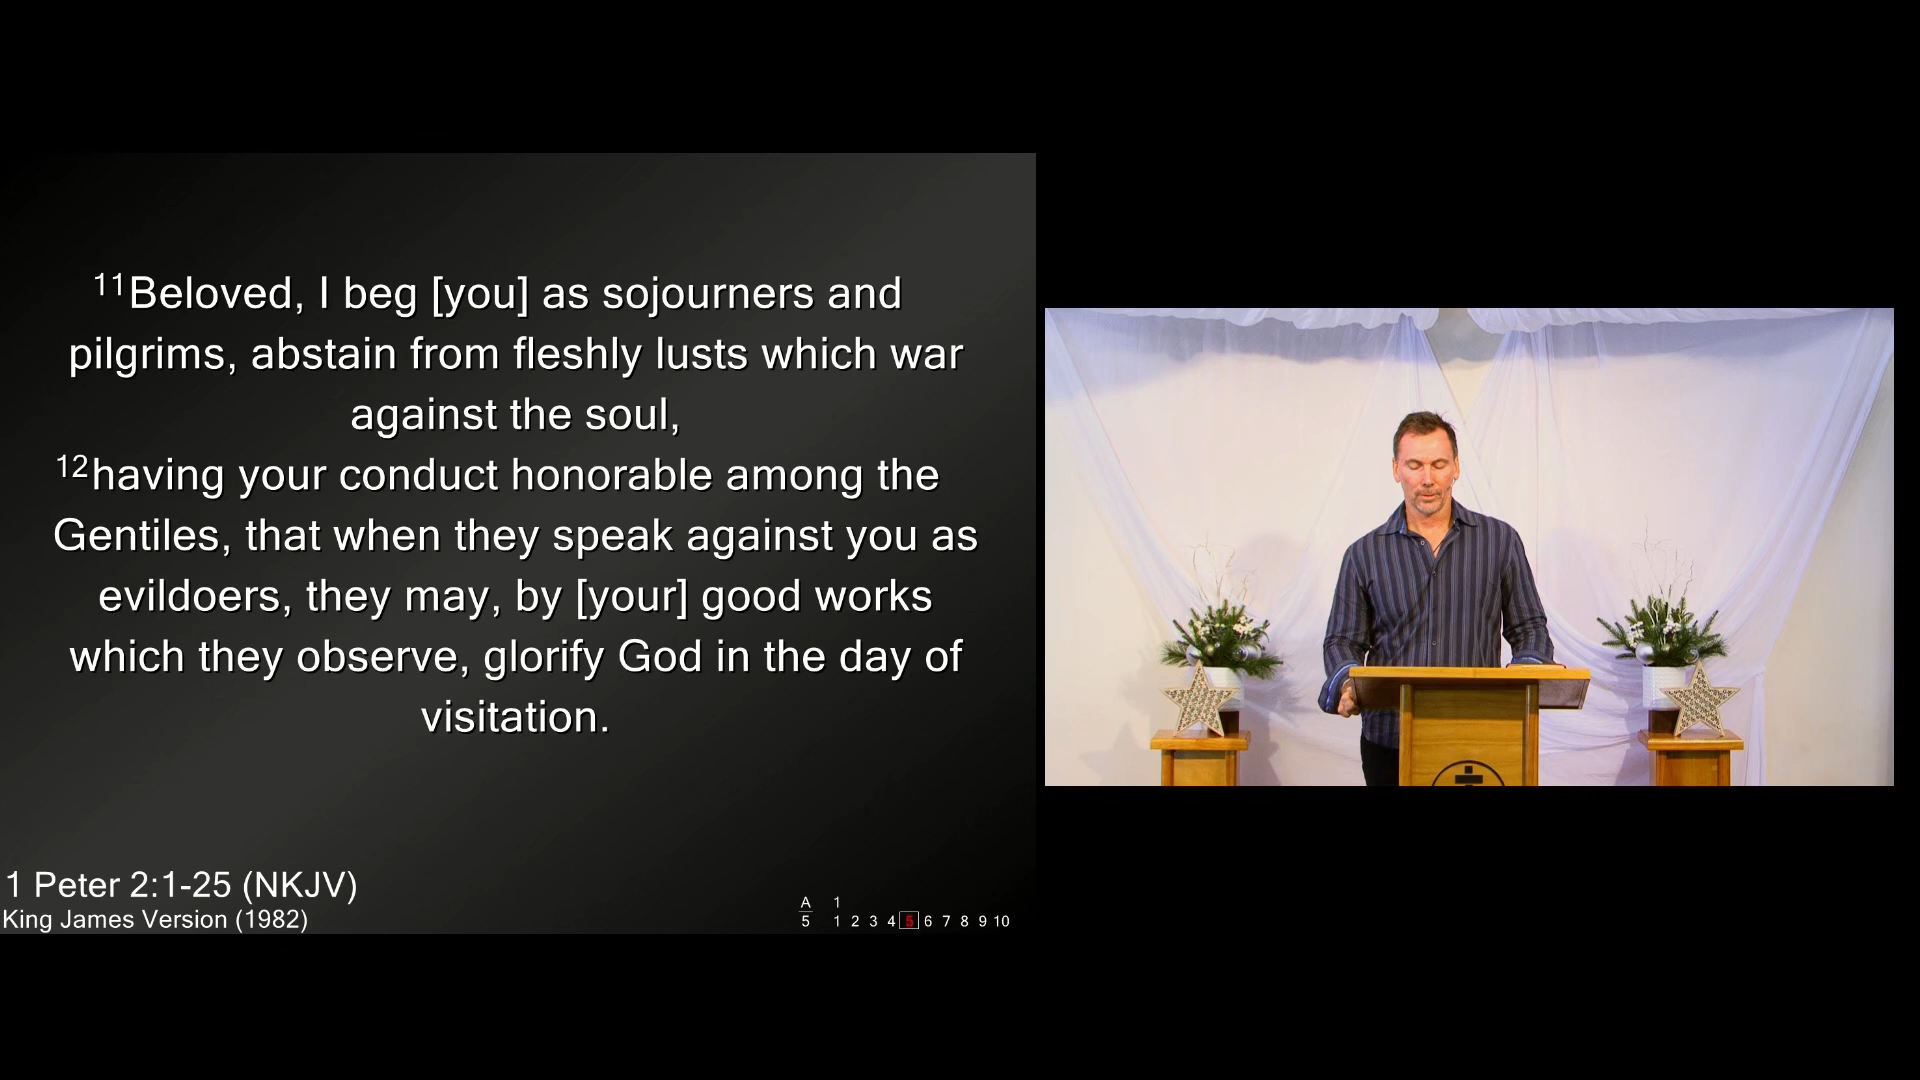 11Beloved, I beg [you] as sojourners and
pilgrims, abstain from fleshly lusts which war
against the soul,
12having your conduct honorable among the
Gentiles, that when they speak against you as
evildoers, they may, by [your] good works
which they observe, glorify God in the day of
visitation.
1 Peter 2:1-25 (NKJV)
King James Version (1982)
A 1
5 1 2 3 4 5 6 7 8 9 10